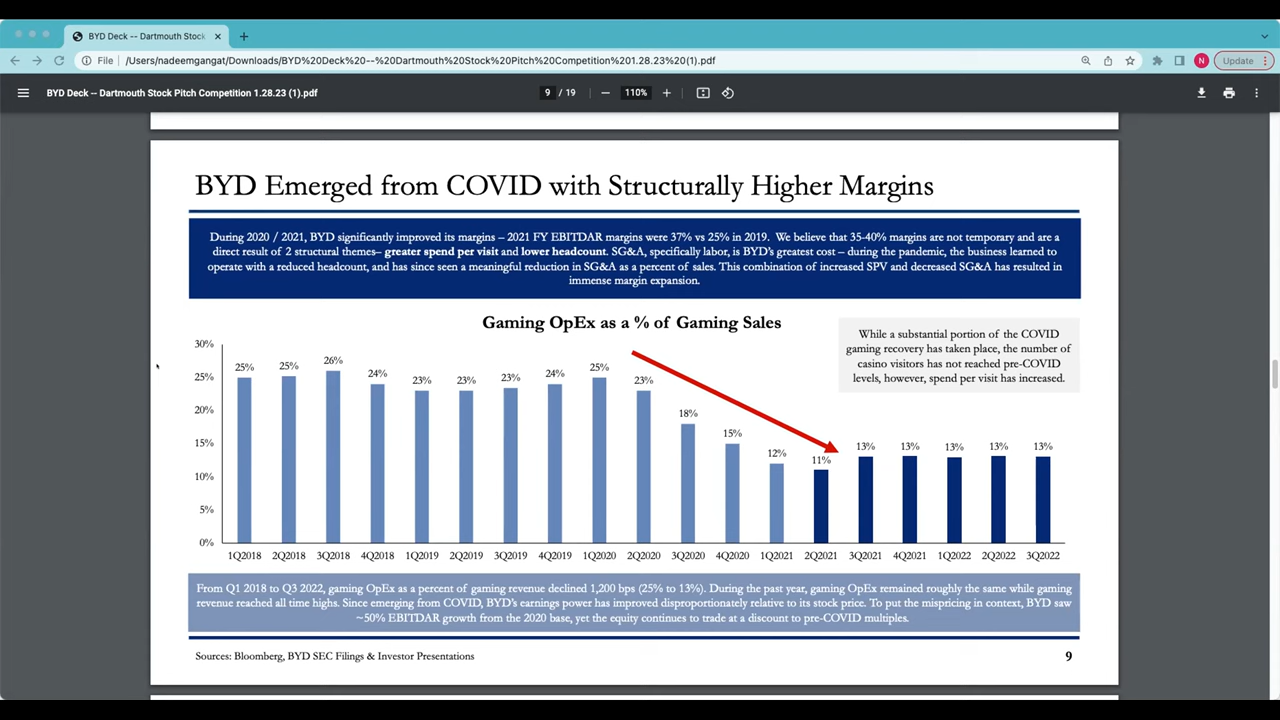 BYD Deck -- Dartmouth Stock
File
/Users/nadeemgangat/Downloads/BYD%20Deck%20--%20Dartmouth%20Stock%20Pitch%20Competition%201.28.23%20(1).pdf
N
Update
BYD Deck -- Dartmouth Stock Pitch Competition 1.28.23 (1).pdf
9 / 19
110%
BYD Emerged from COVID with Structurally Higher Margins
During 2020 / 2021, BYD significantly improved its margins – 2021 FY EBITDAR margins were 37% vs 25% in 2019. We believe that 35-40% margins are not temporary and are a
direct result of 2 structural themes– greater spend per visit and lower headcount. SG&A, specifically labor, is BYD's greatest cost – during the pandemic, the business learned to
operate with a reduced headcount, and has since seen a meaningful reduction in SG&A as a percent of sales. This combination of increased SPV and decreased SG&A has resulted in
immense margin expansion.
Gaming OpEx as a % of Gaming Sales
While a substantial portion of the COVID
gaming recovery has taken place, the number of
casino visitors has not reached pre-COVID
levels, however, spend per visit has increased.
30%
25%
20%
15%
10%
5%
0%
25% 25% 26% 24% 23% 23% 23% 24% 25% 23% 18% 15% 12% 11% 13% 13% 13% 13% 13%
1Q2018 2Q2018 3Q2018 4Q2018 1Q2019 2Q2019 3Q2019 4Q2019 1Q2020 2Q2020 3Q2020 4Q2020 1Q2021 2Q2021 3Q2021 4Q2021 1Q2022 2Q2022 3Q2022
From Q1 2018 to Q3 2022, gaming OpEx as a percent of gaming revenue declined 1,200 bps (25% to 13%). During the past year, gaming OpEx remained roughly the same while gaming
revenue reached all time highs. Since emerging from COVID, BYD's earnings power has improved disproportionately relative to its stock price. To put the mispricing in context, BYD saw
~50% EBITDAR growth from the 2020 base, yet the equity continues to trade at a discount to pre-COVID multiples.
Sources: Bloomberg, BYD SEC Filings & Investor Presentations
9